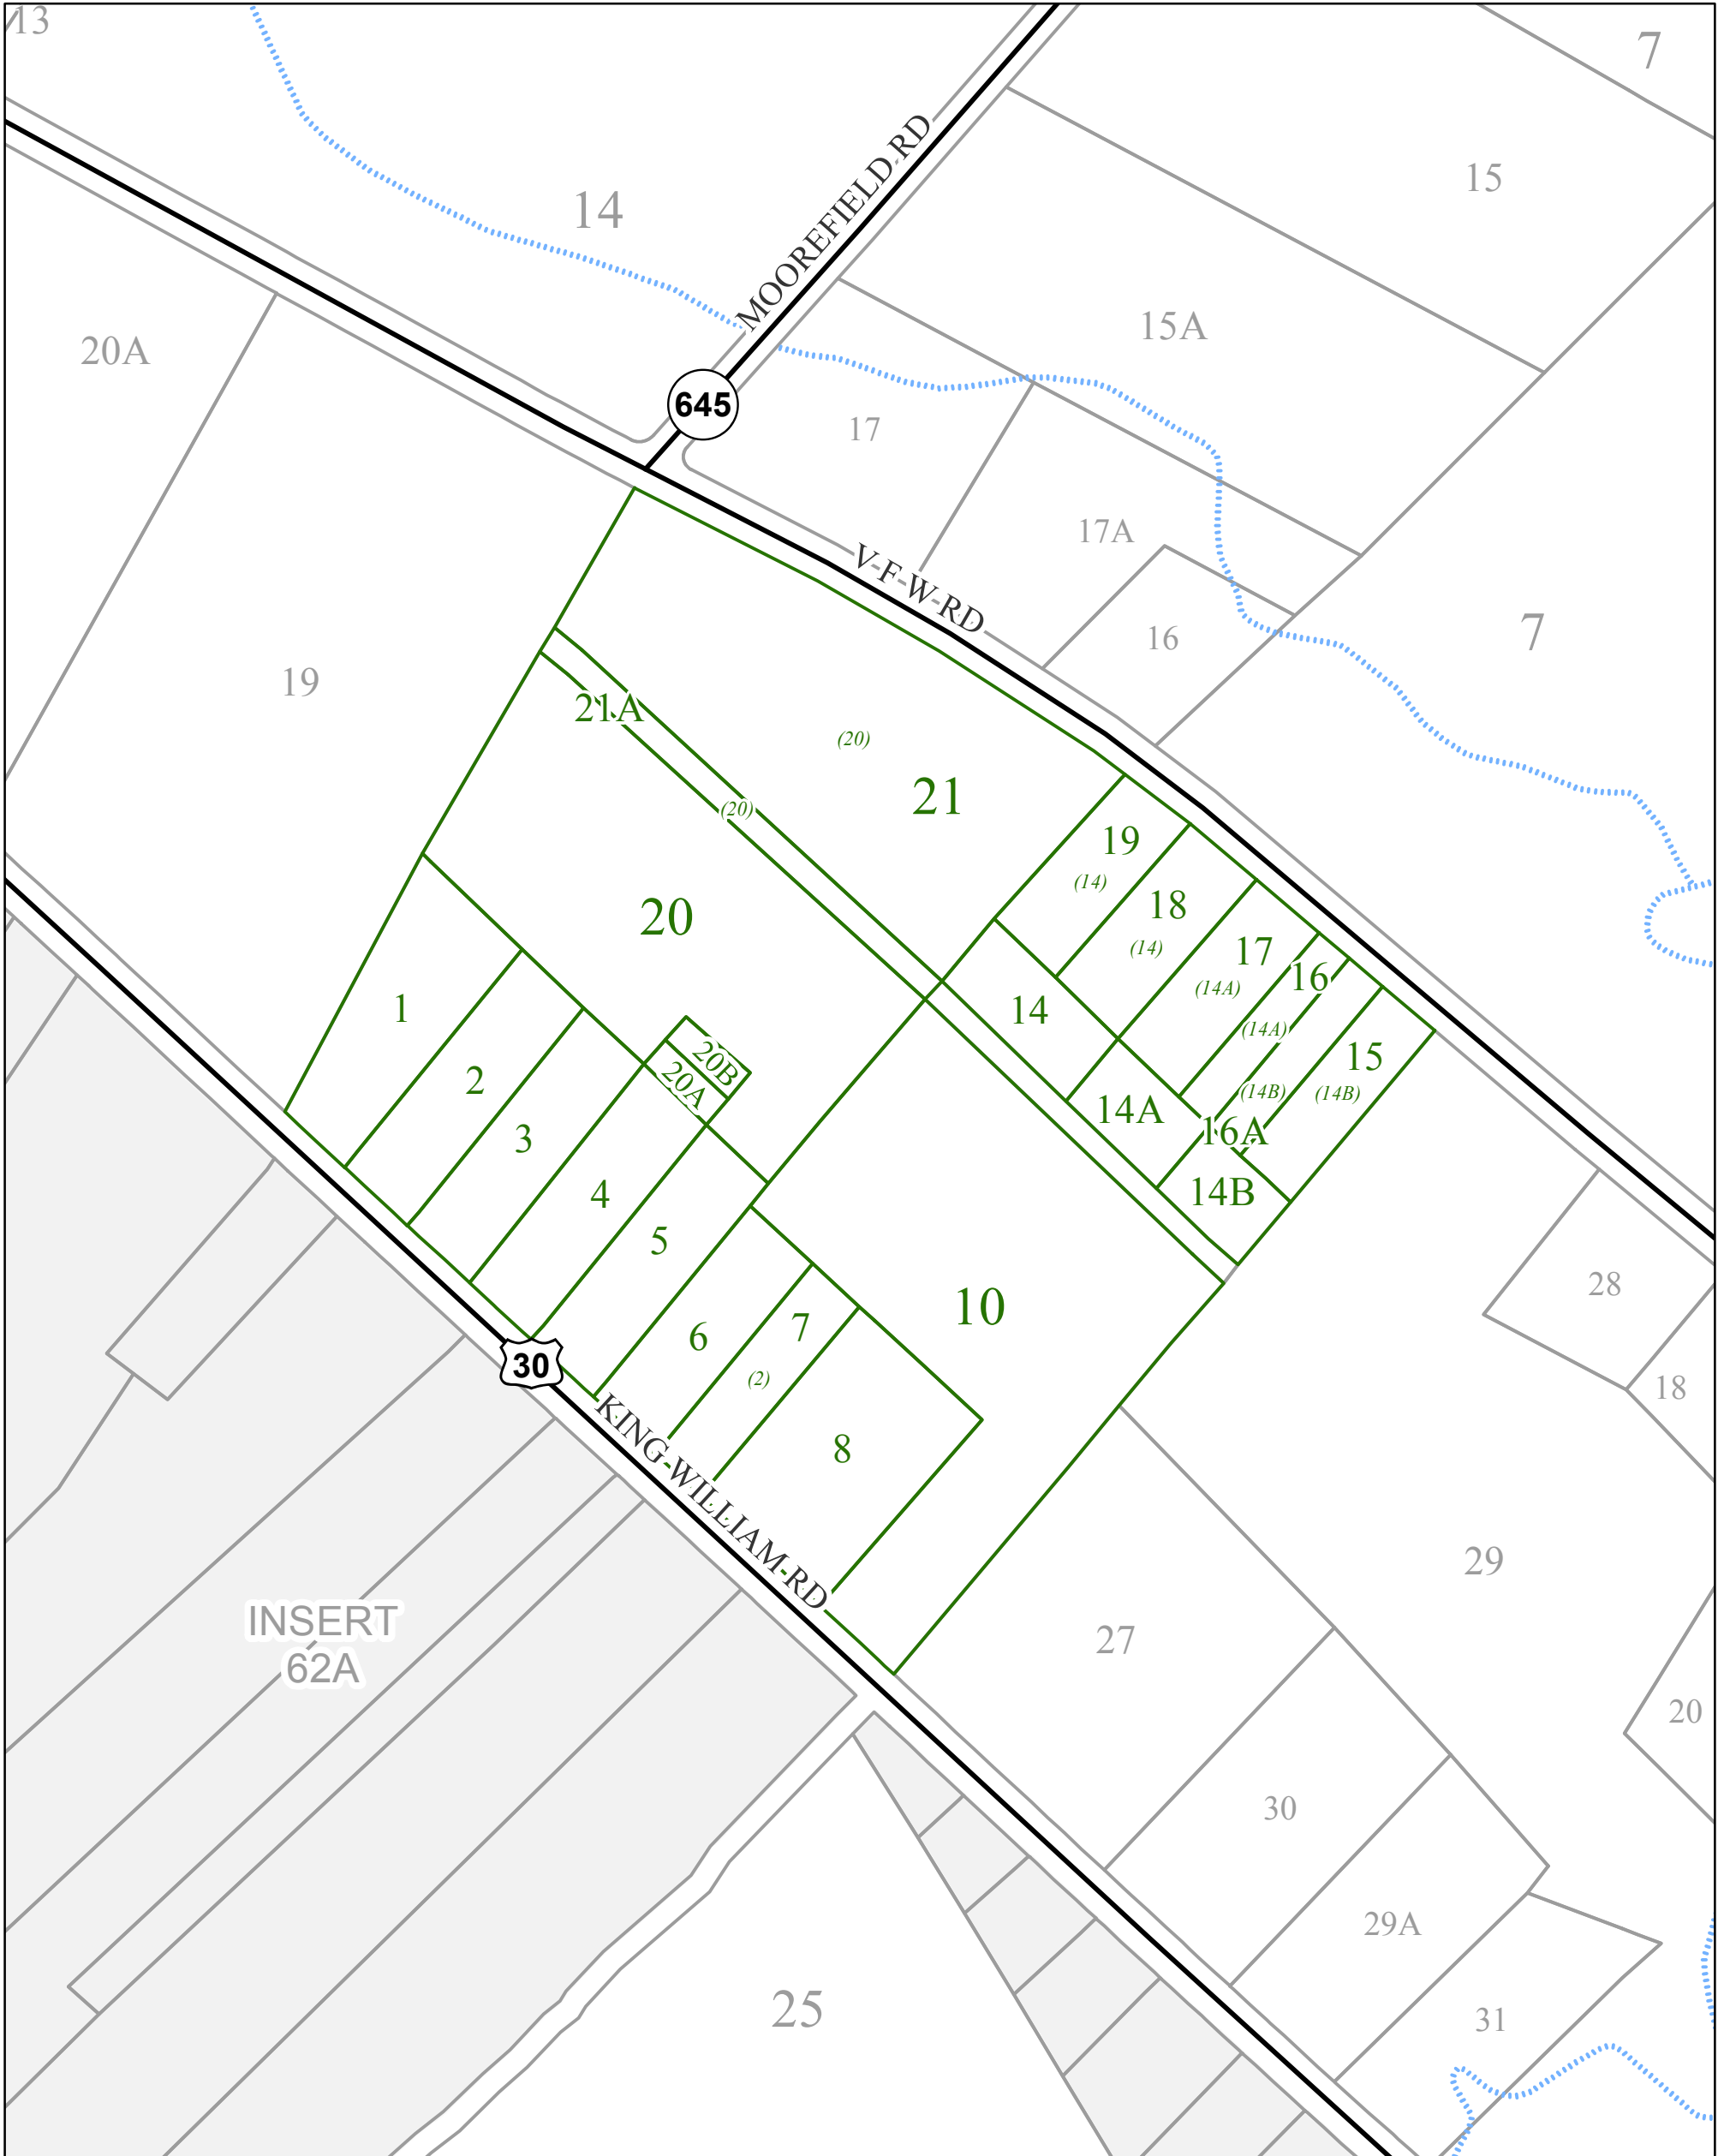 13
7
14
MOOREFIELD RD
15
15A
20A
645
17
17A
V F W RD
16
7
19
21A
(20)
21
(20)
19
(14)
18
(14)
20
17
(14A)
16
(14A)
1
14
2
20B
20A
15
(14B)
(14B)
14A
16A
3
4
14B
5
28
10
6
7
(2)
30
18
KING WILLIAM RD
8
29
INSERT
62A
27
20
30
29A
25
31